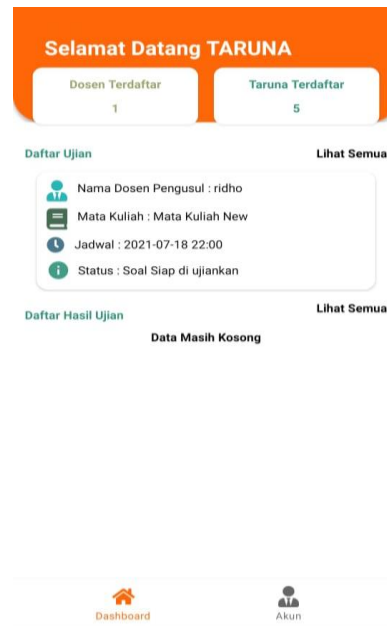 Selamat Datang TARUNA
Dosen Terdaftar
1
Taruna Terdaftar
5
Daftar Ujian
Lihat Semua
Nama Dosen Pengusul : ridho
Mata Kuliah : Mata Kuliah New
Jadwal : 2021-07-18 22:00
Status : Soal Siap di ujiankan
Daftar Hasil Ujian
Lihat Semua
Data Masih Kosong
Dashboard
Akun